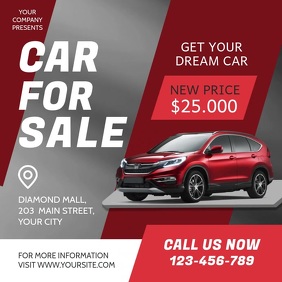 YOUR
COMPANY
PRESENTS
CAR
FOR
SALE
GET YOUR
DREAM CAR
NEW PRICE
$25.000
DIAMOND MALL,
203 MAIN STREET,
YOUR CITY
FOR MORE INFORMATION
VISIT WWW.YOURSITE.COM
CALL US NOW
123-456-789